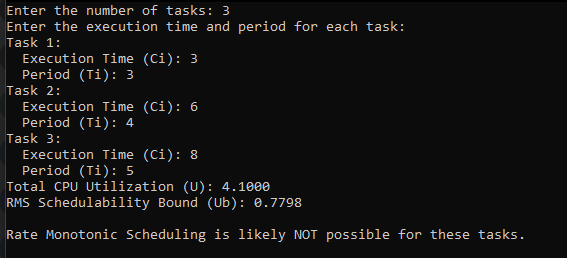 Enter the number of tasks: 3
Enter the execution time and period for each task:
Task 1:
  Execution Time (Ci): 3
  Period (Ti): 3
Task 2:
  Execution Time (Ci): 6
  Period (Ti): 4
Task 3:
  Execution Time (Ci): 8
  Period (Ti): 5
Total CPU Utilization (U): 4.1000
RMS Schedulability Bound (Ub): 0.7798

Rate Monotonic Scheduling is likely NOT possible for these tasks.